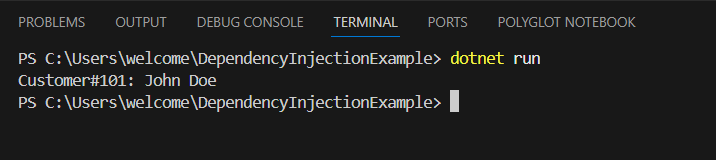 PROBLEMS OUTPUT DEBUG CONSOLE TERMINAL PORTS POLYGLOT NOTEBOOK
PS C:\Users\welcome\DependencyInjectionExample> dotnet run
Customer#101: John Doe
PS C:\Users\welcome\DependencyInjectionExample>